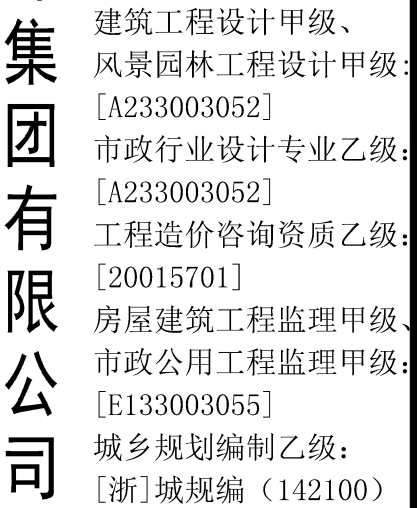 集团有限公司
建筑工程设计甲级、
风景园林工程设计甲级：
[A233003052]
市政行业设计专业乙级：
[A233003052]
工程造价咨询资质乙级：
[20015701]
房屋建筑工程监理甲级、
市政公用工程监理甲级：
[E133003055]
城乡规划编制乙级：
[浙]城规编（142100）